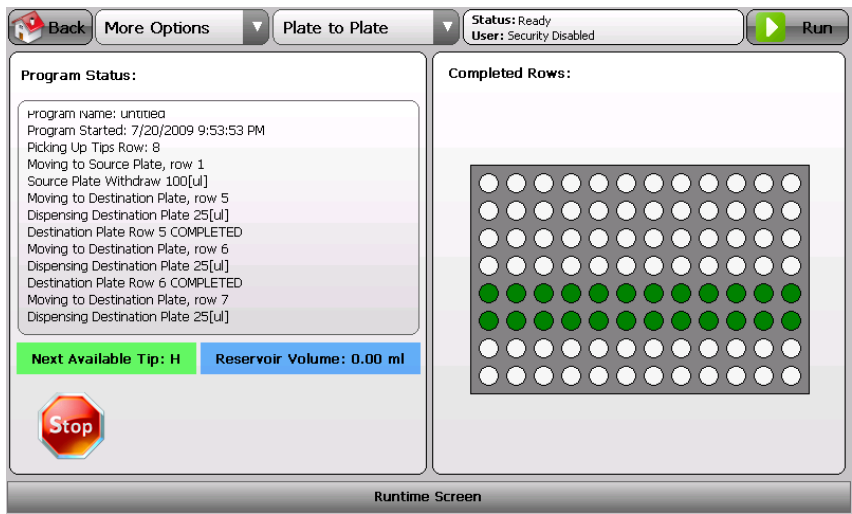 Back
More Options
Plate to Plate
Status: Ready
User: Security Disabled
Run
Program Status:
Program Name: untitled
Program Started: 7/20/2009 9:53:53 PM
Picking Up Tips Row: 8
Moving to Source Plate, row 1
Source Plate Withdraw 100[ul]
Moving to Destination Plate, row 5
Dispensing Destination Plate 25[ul]
Destination Plate Row 5 COMPLETED
Moving to Destination Plate, row 6
Dispensing Destination Plate 25[ul]
Destination Plate Row 6 COMPLETED
Moving to Destination Plate, row 7
Dispensing Destination Plate 25[ul]
Next Available Tip: H
Reservoir Volume: 0.00 ml
Stop
Completed Rows:
Runtime Screen